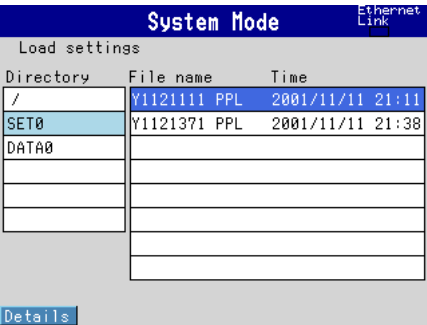 System Mode
Ethernet
Link
Load settings
Directory File name Time
/ Y1121111 PPL 2001/11/11 21:11
SET0 Y1121371 PPL 2001/11/11 21:38
DATA0
Details